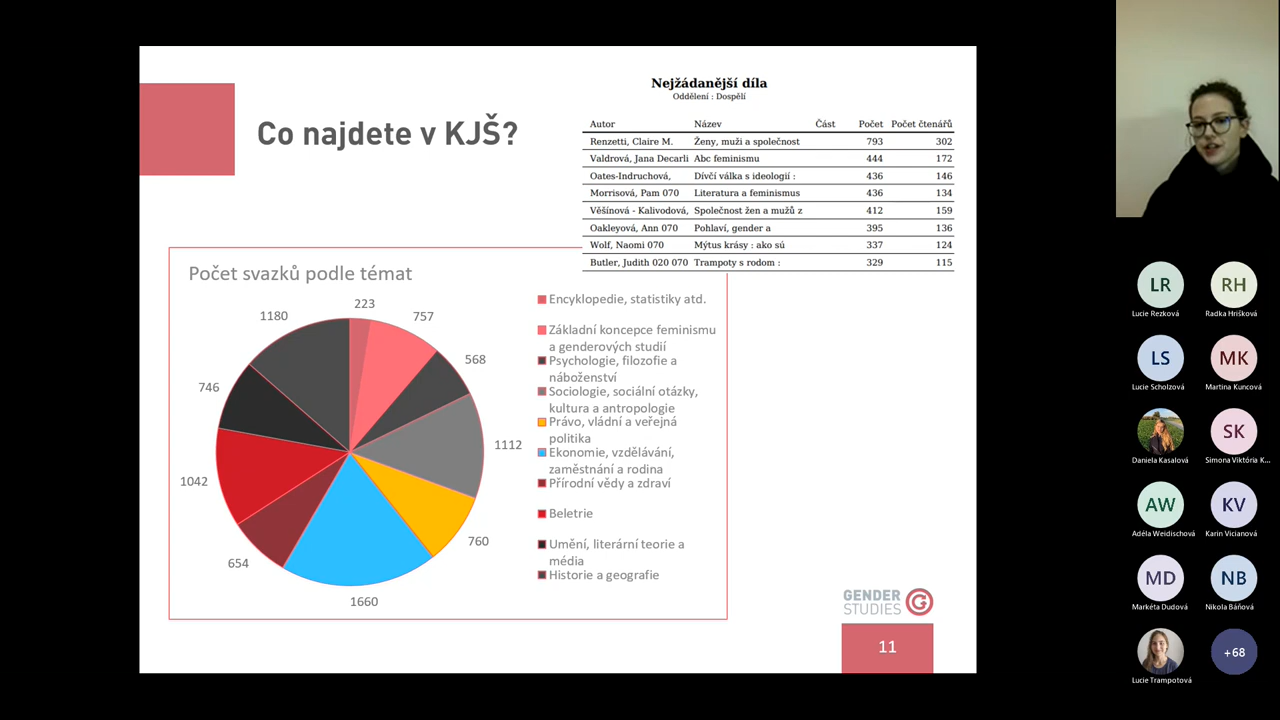 Co najdete v KJŠ?
Nejžádanější díla
Oddělení : Dospělí
Autor Název Část Počet Počet čtenářů
Renzetti, Claire M. Ženy, muži a společnost 793 302
Valdrová, Jana Decarli Abc feminismu 444 172
Oates-Indruchová, Dívčí válka s ideologií : 436 146
Morrisová, Pam 070 Literatura a feminismus 436 134
Věšínová - Kalivodová, Společnost žen a mužů z 412 159
Oakleyová, Ann 070 Pohlaví, gender a 395 136
Wolf, Naomi 070 Mýtus krásy : ako sú 337 124
Butler, Judith 020 070 Trampoty s rodom : 329 115
Počet svazků podle témat
223
757
568
1112
760
1660
654
1042
746
1180
Encyklopedie, statistiky atd.
Základní koncepce feminismu
a genderových studií
Psychologie, filozofie a
náboženství
Sociologie, sociální otázky,
kultura a antropologie
Právo, vládní a veřejná
politika
Ekonomie, vzdělávání,
zaměstnání a rodina
Přírodní vědy a zdraví
Beletrie
Umění, literární teorie a
média
Historie a geografie
GENDER
STUDIES G
11
LR RH
Lucie Rezková Radka Hrišková
LS MK
Lucie Scholzová Martina Kuncová
SK
Daniela Kasalová Simona Viktória K...
AW KV
Adéla Weidischová Karin Vicianová
MD NB
Markéta Dudová Nikola Báňová
+68
Lucie Trampotová